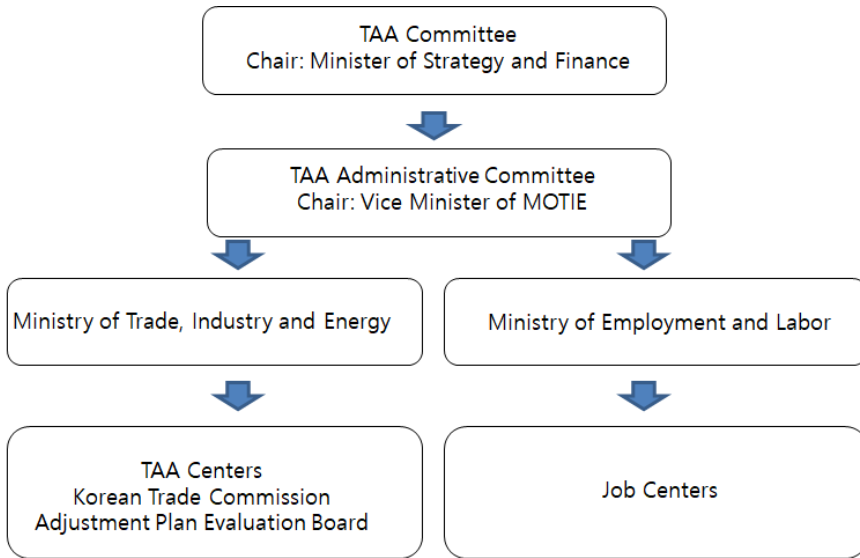 TAA Committee
Chair: Minister of Strategy and Finance
TAA Administrative Committee
Chair: Vice Minister of MOTIE
Ministry of Trade, Industry and Energy
Ministry of Employment and Labor
TAA Centers
Korean Trade Commission
Adjustment Plan Evaluation Board
Job Centers